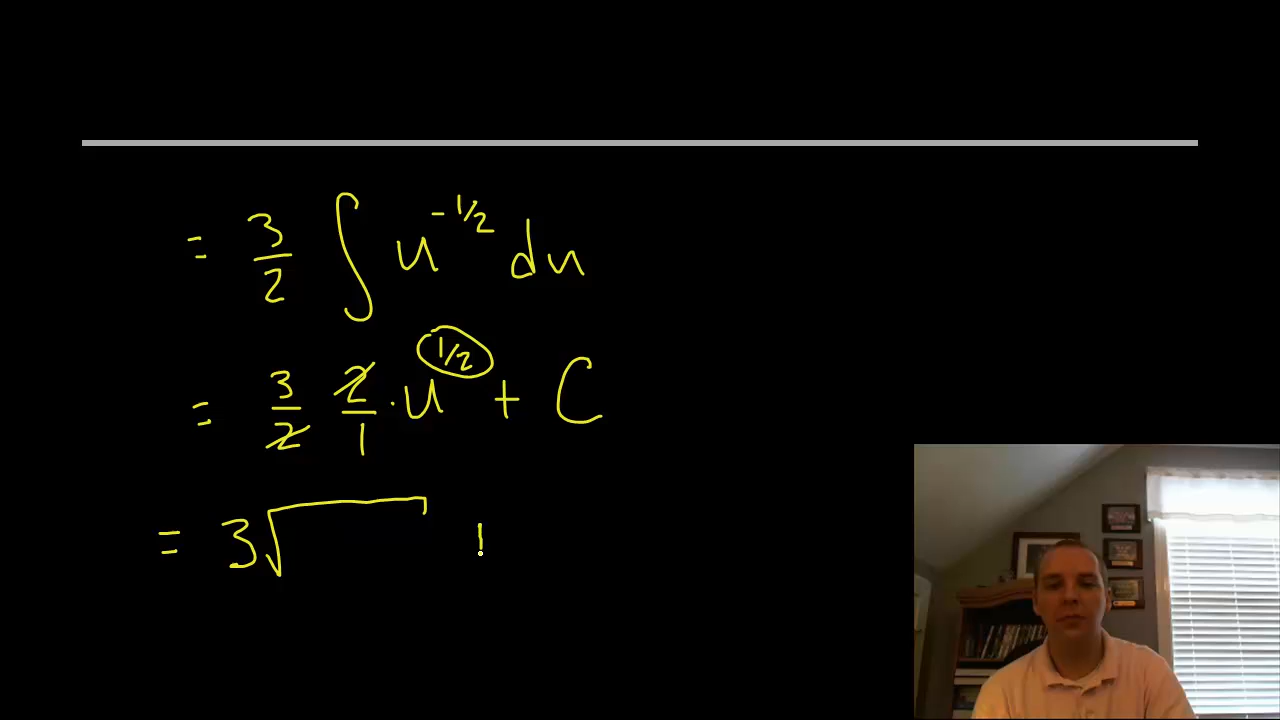 = 3/2 ∫ u^-1/2 du
= 3/2 2/1 · u^1/2 + C
= 3√